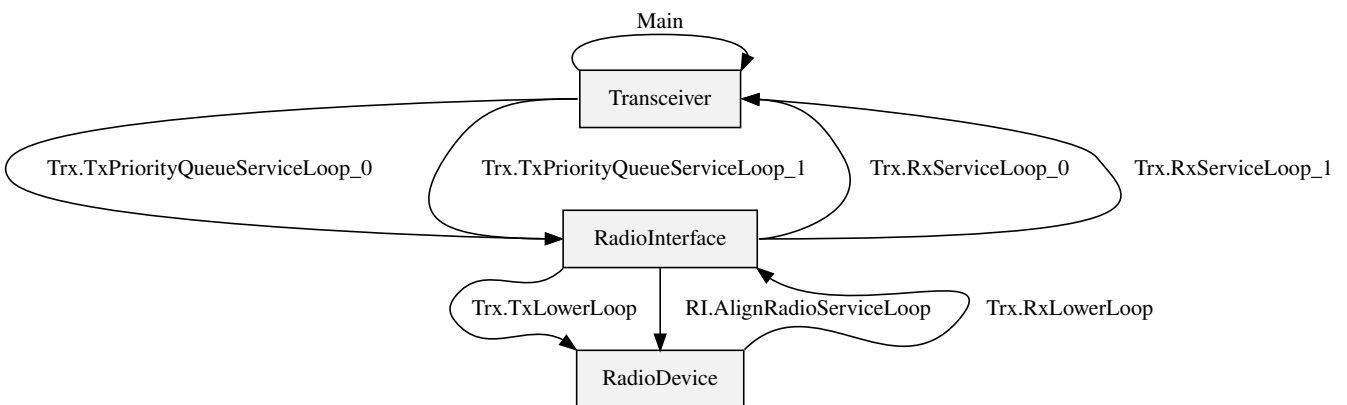 Main
Transceiver
Trx.TxPriorityQueueServiceLoop_0
Trx.TxPriorityQueueServiceLoop_1
Trx.RxServiceLoop_0
Trx.RxServiceLoop_1
RadioInterface
Trx.TxLowerLoop
RI.AlignRadioServiceLoop
Trx.RxLowerLoop
RadioDevice